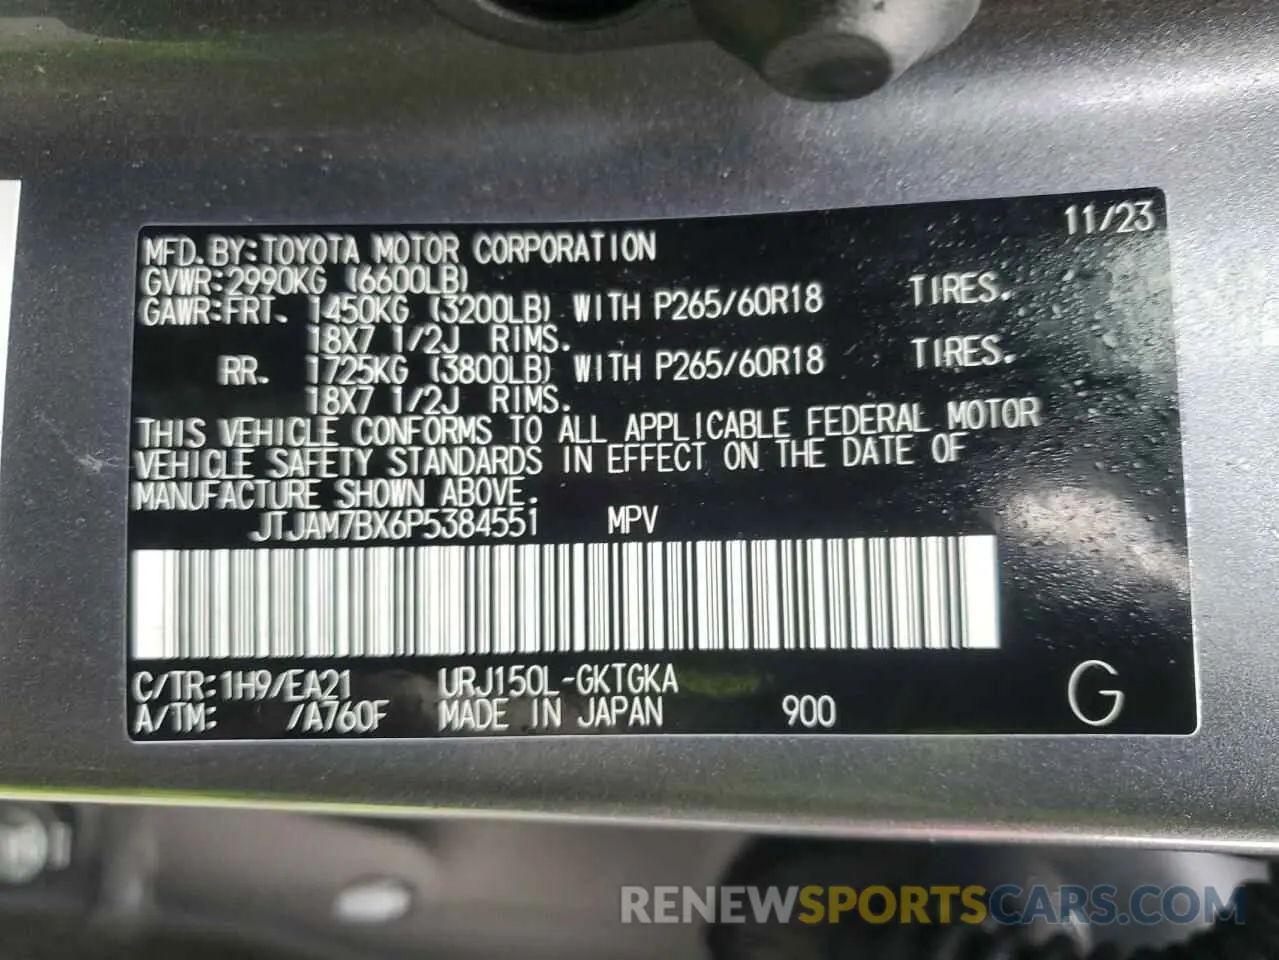 11/23
MFD.BY:TOYOTA MOTOR CORPORATION
GVWR:2990KG (6600LB)
GAWR:FRT. 1450KG (3200LB) WITH P265/60R18 TIRES.
18X7 1/2J RIMS.
RR. 1725KG (3800LB) WITH P265/60R18 TIRES.
18X7 1/2J RIMS.
THIS VEHICLE CONFORMS TO ALL APPLICABLE FEDERAL MOTOR
VEHICLE SAFETY STANDARDS IN EFFECT ON THE DATE OF
MANUFACTURE SHOWN ABOVE.
JTJAM7BX6P5384551 MPV
C/TR:1H9/EA21 URJ150L-GKTGKA
A/TM: /A760F MADE IN JAPAN 900 G
RENEWSPORTSCARS.COM